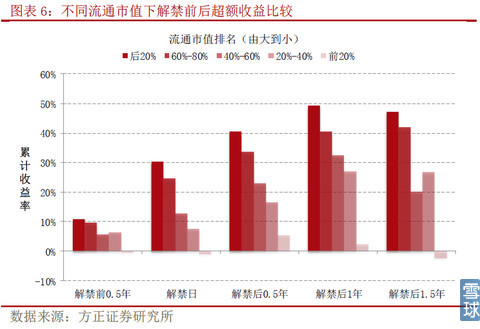 图表 6：不同流通市值下解禁前后超额收益比较
流通市值排名（由大到小）
后20% 60%-80% 40%-60% 20%-40% 前20%
60%
50%
40%
30%
20%
10%
0%
-10%
累计收益率
解禁前0.5年 解禁日 解禁后0.5年 解禁后1年 解禁后1.5年
数据来源：方正证券研究所
雪球